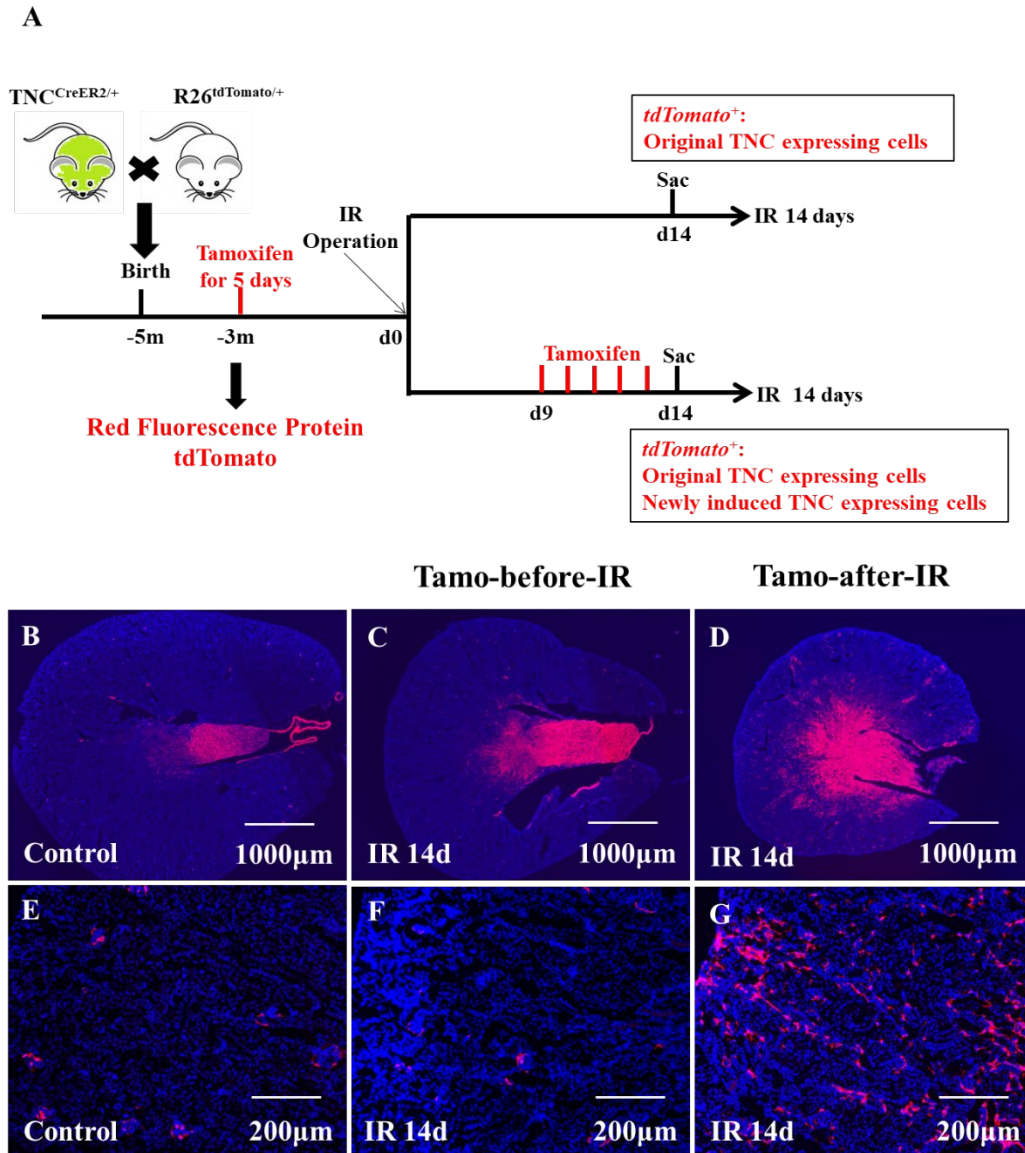 A
TNC^CreER2/+
R26^tdTomato/+
tdTomato⁺:
Original TNC expressing cells
Sac
IR 14 days
d14
IR
Operation
Birth
Tamoxifen
for 5 days
-5m
-3m
d0
Tamoxifen
Sac
IR 14 days
d9
d14
Red Fluorescence Protein
tdTomato
tdTomato⁺:
Original TNC expressing cells
Newly induced TNC expressing cells
Tamo-before-IR
Tamo-after-IR
B
Control
1000μm
C
IR 14d
1000μm
D
IR 14d
1000μm
E
Control
200μm
F
IR 14d
200μm
G
IR 14d
200μm